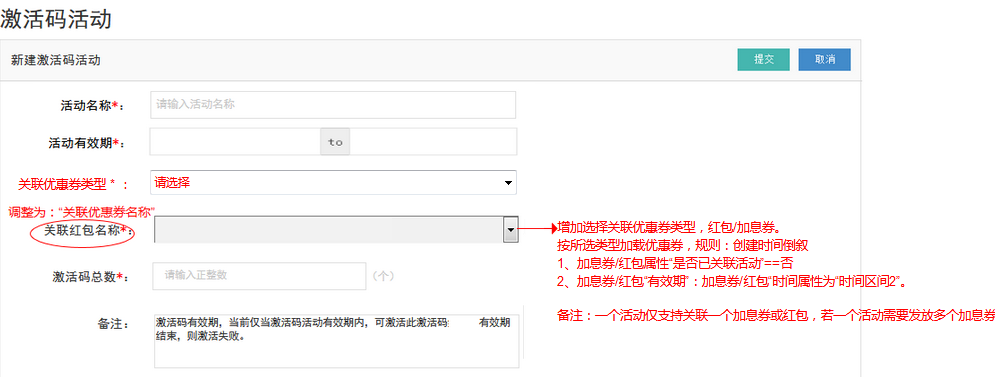 激活码活动
新建激活码活动 提交 取消
活动名称*： 请输入活动名称
活动有效期*： to
关联优惠券类型 * ： 请选择
调整为：“关联优惠券名称”
关联红包名称*：
增加选择关联优惠券类型，红包/加息券。
按所选类型加载优惠券，规则：创建时间倒叙
1、加息券/红包属性“是否已关联活动”==否
2、加息券/红包“有效期”：加息券/红包“时间属性为“时间区间2”。
激活码总数*： 请输入正整数 （个）
备注：一个活动仅支持关联一个加息券或红包，若一个活动需要发放多个加息券
备注： 激活码有效期，当前仅当激活码活动有效期内，可激活此激活码; 有效期
结束，则激活失败。